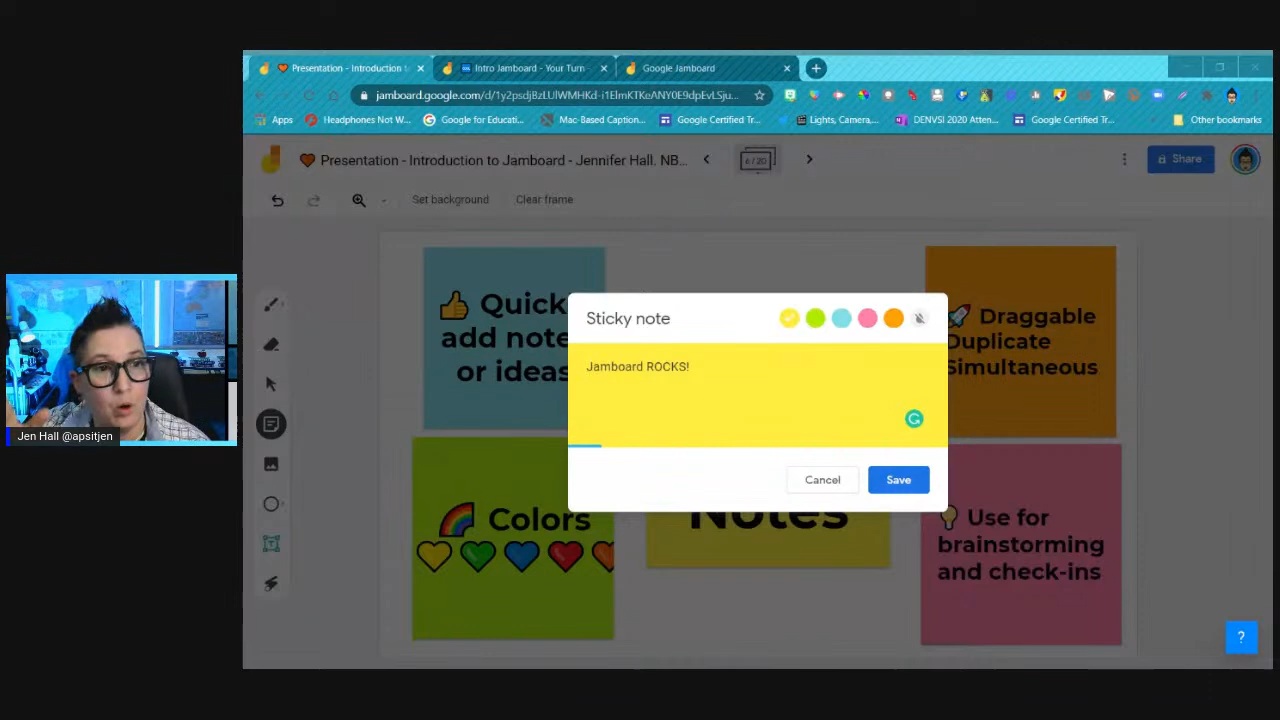 Presentation - Introduction to
Intro Jamboard - Your Turn
Google Jamboard
jamboard.google.com/d/1y2psdjBzLUlWMHKd-i1ElmKTKeANY0E9dpEvLSju...
Apps
Headphones Not W...
Google for Educati...
Mac-Based Caption...
Google Certified Tr...
Lights, Camera,...
DENVSI 2020 Atten...
Google Certified Tr...
Other bookmarks
Presentation - Introduction to Jamboard - Jennifer Hall. NB...
6 / 20
Share
Set background
Clear frame
👍 Quick
add note
or ideas
🚀 Draggable
Duplicate
Simultaneous
Sticky note
Jamboard ROCKS!
Cancel
Save
Jen Hall @apsitjen
🌈 Colors
💛💚💙❤️🧡
Notes
💡 Use for
brainstorming
and check-ins
?